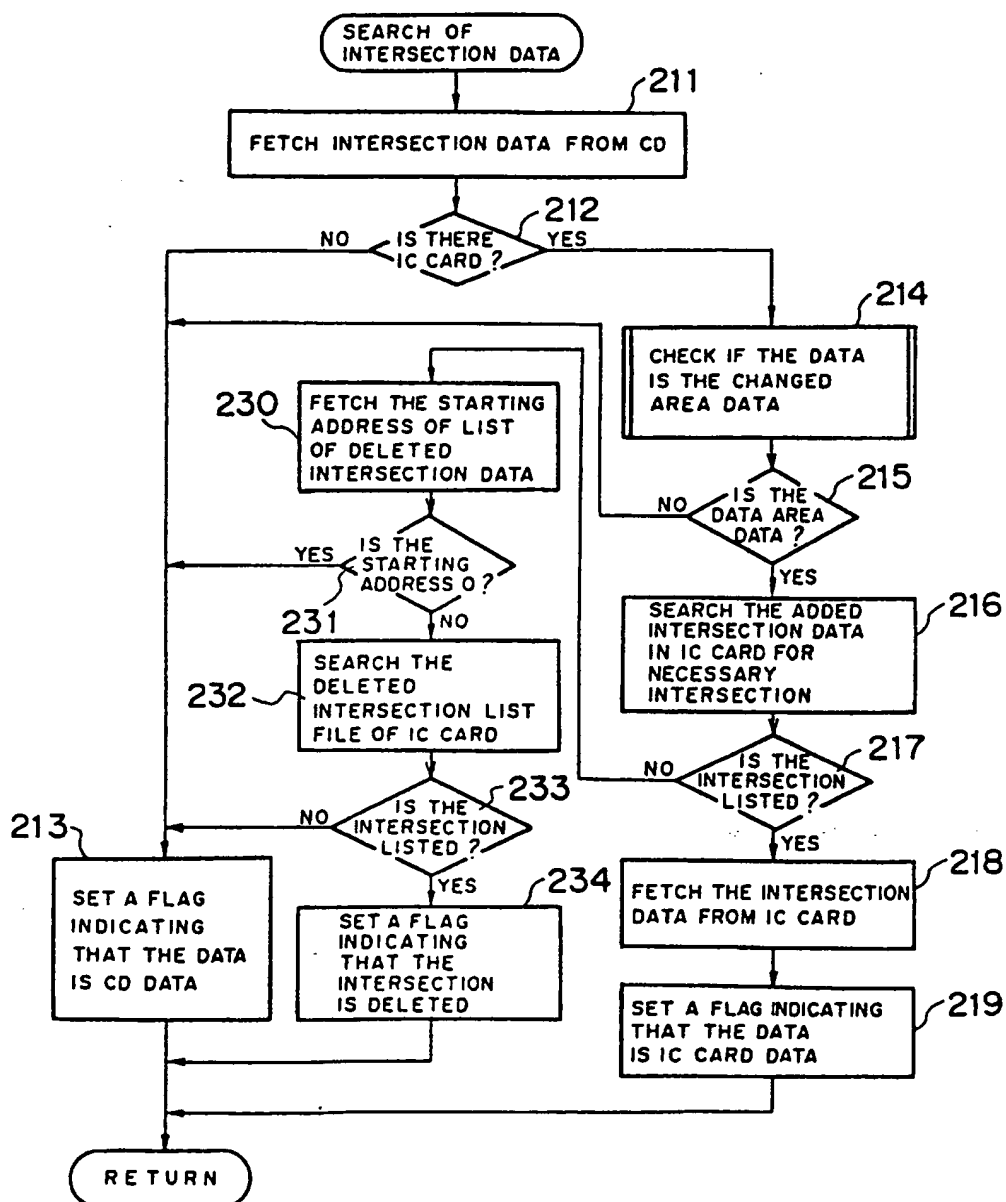 SEARCH OF
INTERSECTION DATA
211
FETCH INTERSECTION DATA FROM CD
212
NO
IS THERE
IC CARD?
YES
214
CHECK IF THE DATA
IS THE CHANGED
AREA DATA
215
NO
IS THE
DATA AREA
DATA?
YES
216
SEARCH THE ADDED
INTERSECTION DATA
IN IC CARD FOR
NECESSARY
INTERSECTION
217
NO
IS THE
INTERSECTION
LISTED?
YES
218
FETCH THE INTERSECTION
DATA FROM IC CARD
219
SET A FLAG INDICATING
THAT THE DATA
IS IC CARD DATA
230
FETCH THE STARTING
ADDRESS OF LIST
OF DELETED
INTERSECTION DATA
YES
IS THE
STARTING
ADDRESS 0?
231
NO
232
SEARCH THE
DELETED
INTERSECTION LIST
FILE OF IC CARD
233
NO
IS THE
INTERSECTION
LISTED?
YES
234
SET A FLAG
INDICATING
THAT THE
INTERSECTION
IS DELETED
213
SET A FLAG
INDICATING
THAT THE DATA
IS CD DATA
RETURN